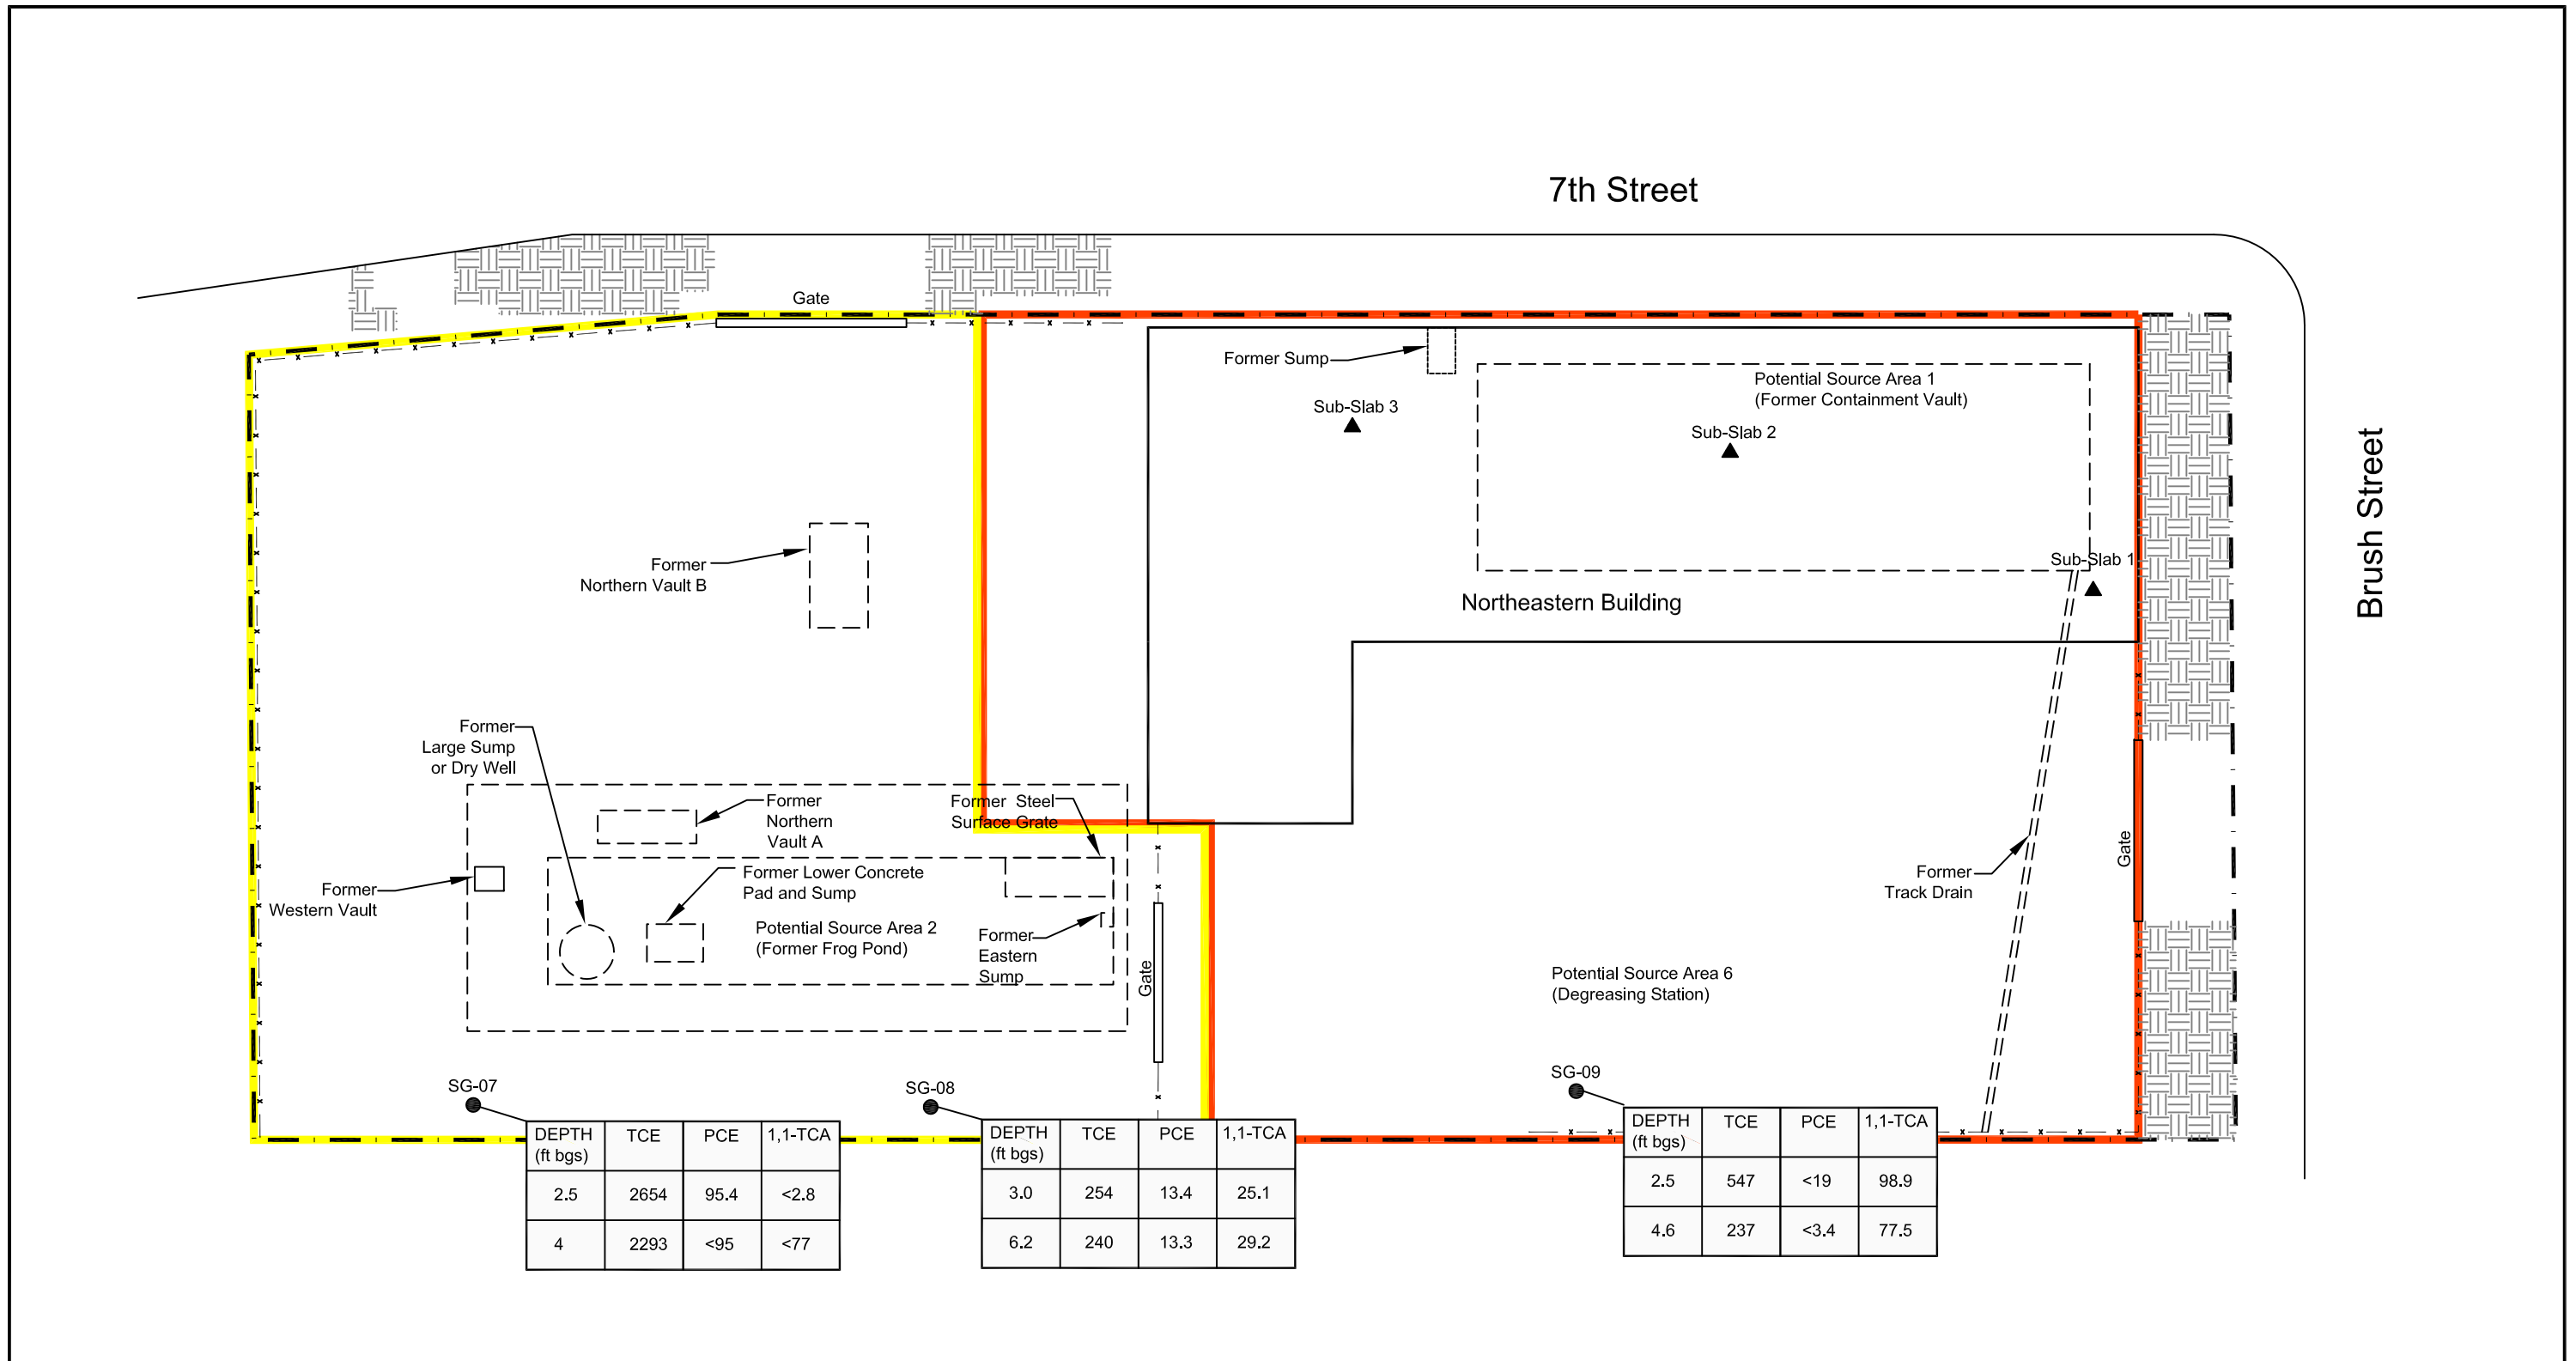 7th Street
Brush Street
Gate
Former Sump
Potential Source Area 1
(Former Containment Vault)
Sub-Slab 3
Sub-Slab 2
Sub-Slab 1
Former
Northern Vault B
Northeastern Building
Former
Large Sump
or Dry Well
Former
Northern
Vault A
Former Steel
Surface Grate
Former
Western Vault
Former Lower Concrete
Pad and Sump
Potential Source Area 2
(Former Frog Pond)
Former
Eastern
Sump
Gate
Former
Track Drain
Gate
Potential Source Area 6
(Degreasing Station)
SG-07
DEPTH TCE PCE 1,1-TCA
(ft bgs)
2.5 2654 95.4 <2.8
4 2293 <95 <77
SG-08
DEPTH TCE PCE 1,1-TCA
(ft bgs)
3.0 254 13.4 25.1
6.2 240 13.3 29.2
SG-09
DEPTH TCE PCE 1,1-TCA
(ft bgs)
2.5 547 <19 98.9
4.6 237 <3.4 77.5